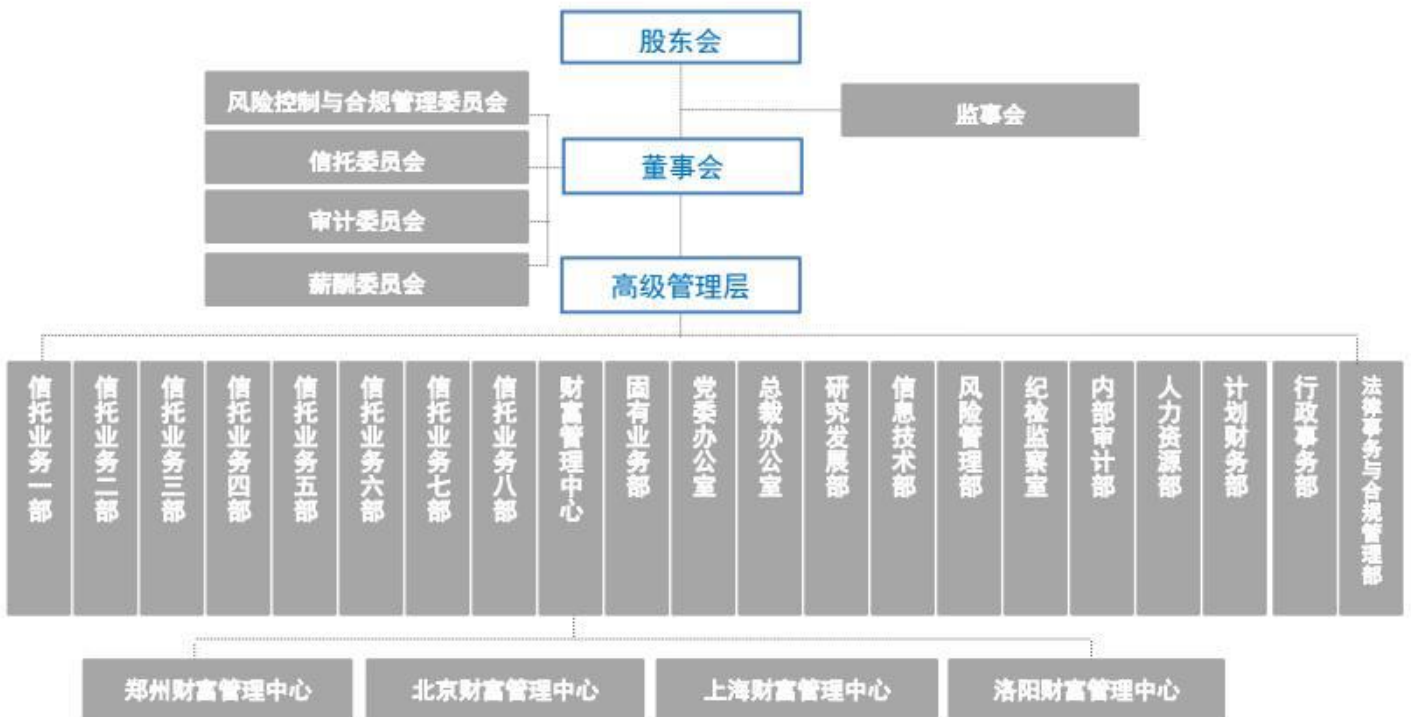 股东会
风险控制与合规管理委员会
监事会
信托委员会
董事会
审计委员会
薪酬委员会
高级管理层
信托业务一部
信托业务二部
信托业务三部
信托业务四部
信托业务五部
信托业务六部
信托业务七部
信托业务八部
财富管理中心
固有业务部
党委办公室
总裁办公室
研究发展部
信息技术部
风险管理部
纪检监察室
内部审计部
人力资源部
计划财务部
行政事务部
法律事务与合规管理部
郑州财富管理中心
北京财富管理中心
上海财富管理中心
洛阳财富管理中心